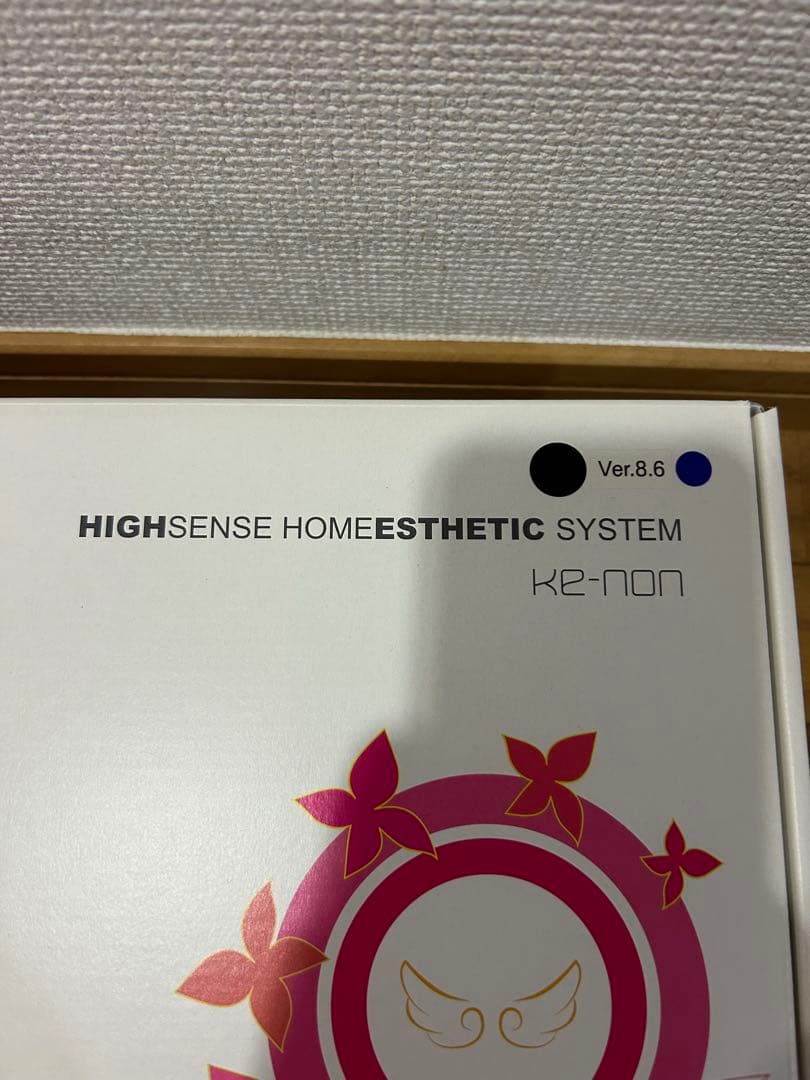 Ver.8.6
HIGHSENSE HOMEESTHETIC SYSTEM
Ke-non